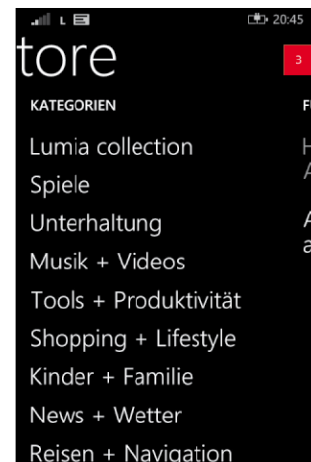 L 20:45
tore
3
KATEGORIEN
Lumia collection
Spiele
Unterhaltung
Musik + Videos
Tools + Produktivität
Shopping + Lifestyle
Kinder + Familie
News + Wetter
Reisen + Navigation